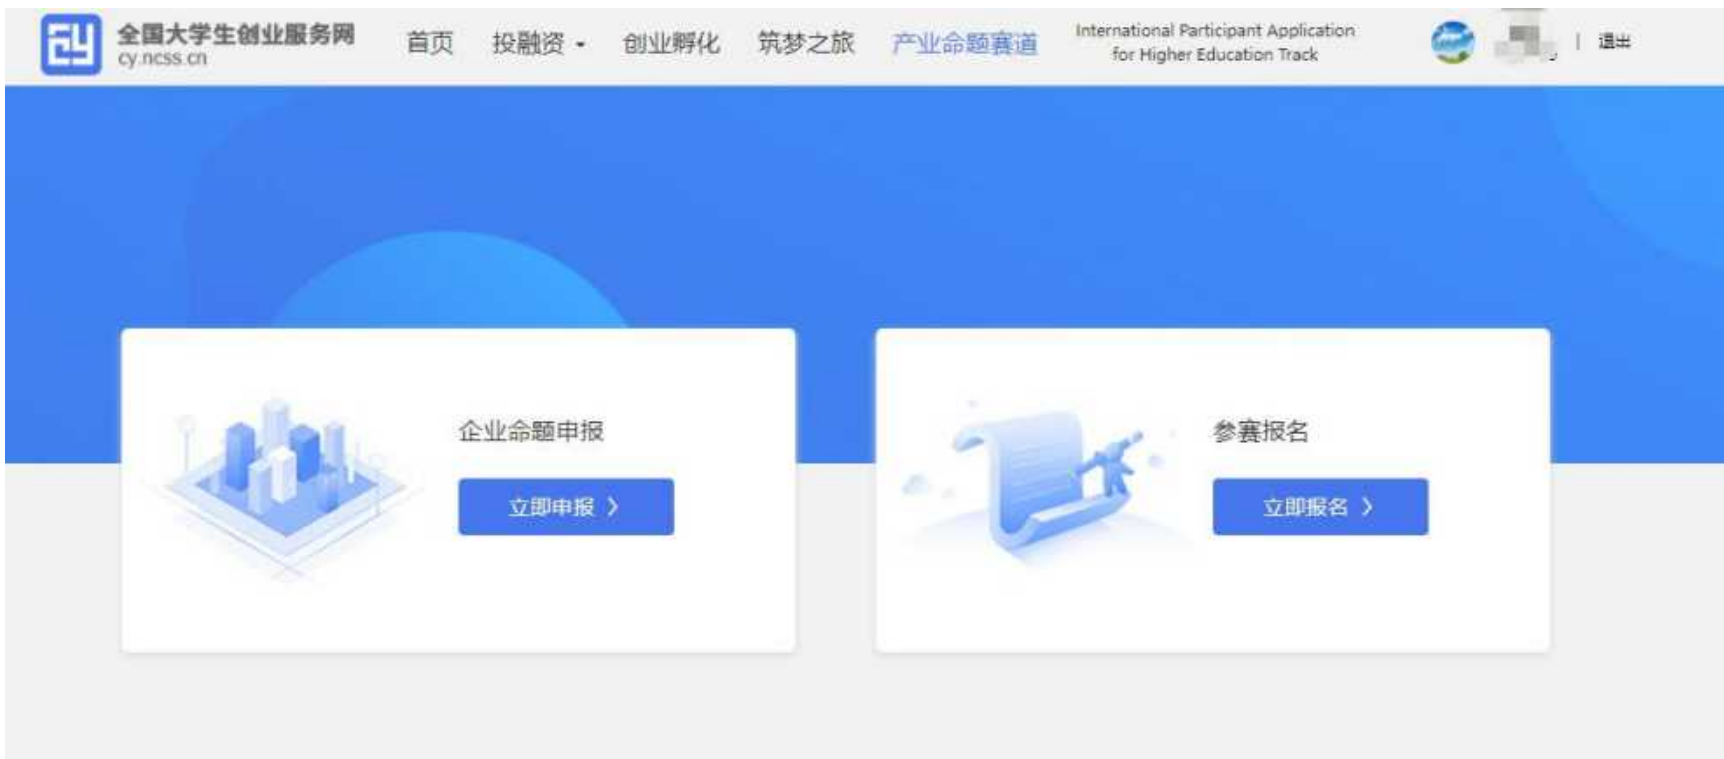 全国大学生创业服务网
cy.ncss.cn
首页
投融资
创业孵化
筑梦之旅
产业命题赛道
International Participant Application
for Higher Education Track
退出
企业命题申报
立即申报
参赛报名
立即报名